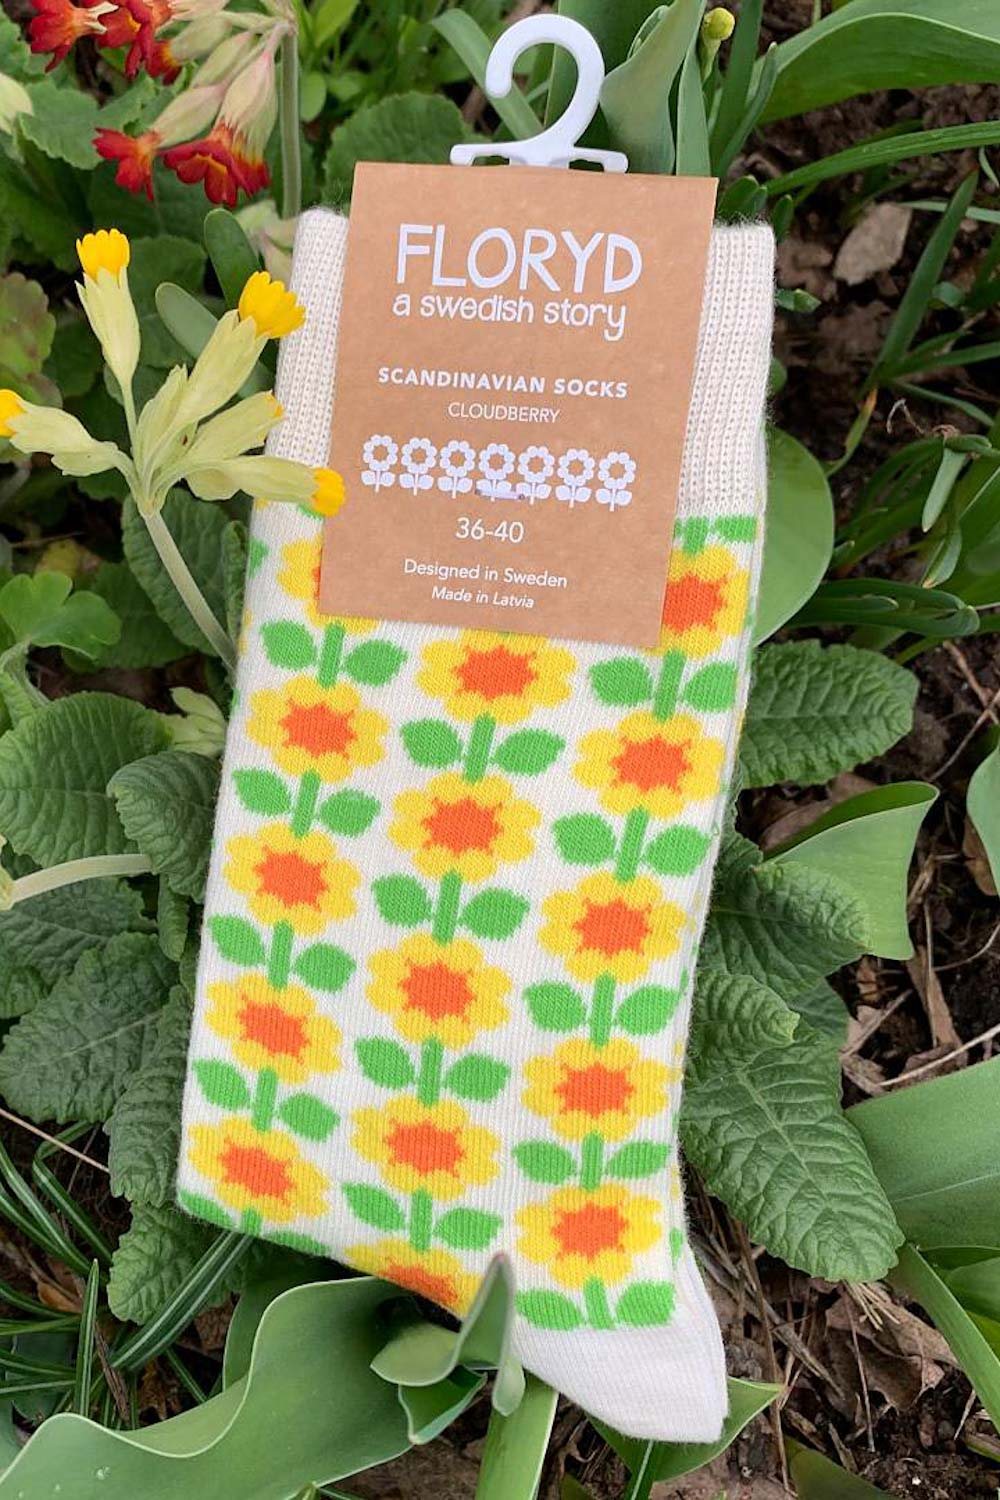 FLORYD
a swedish story
SCANDINAVIAN SOCKS
CLOUDBERRY
36-40
Designed in Sweden
Made in Latvia